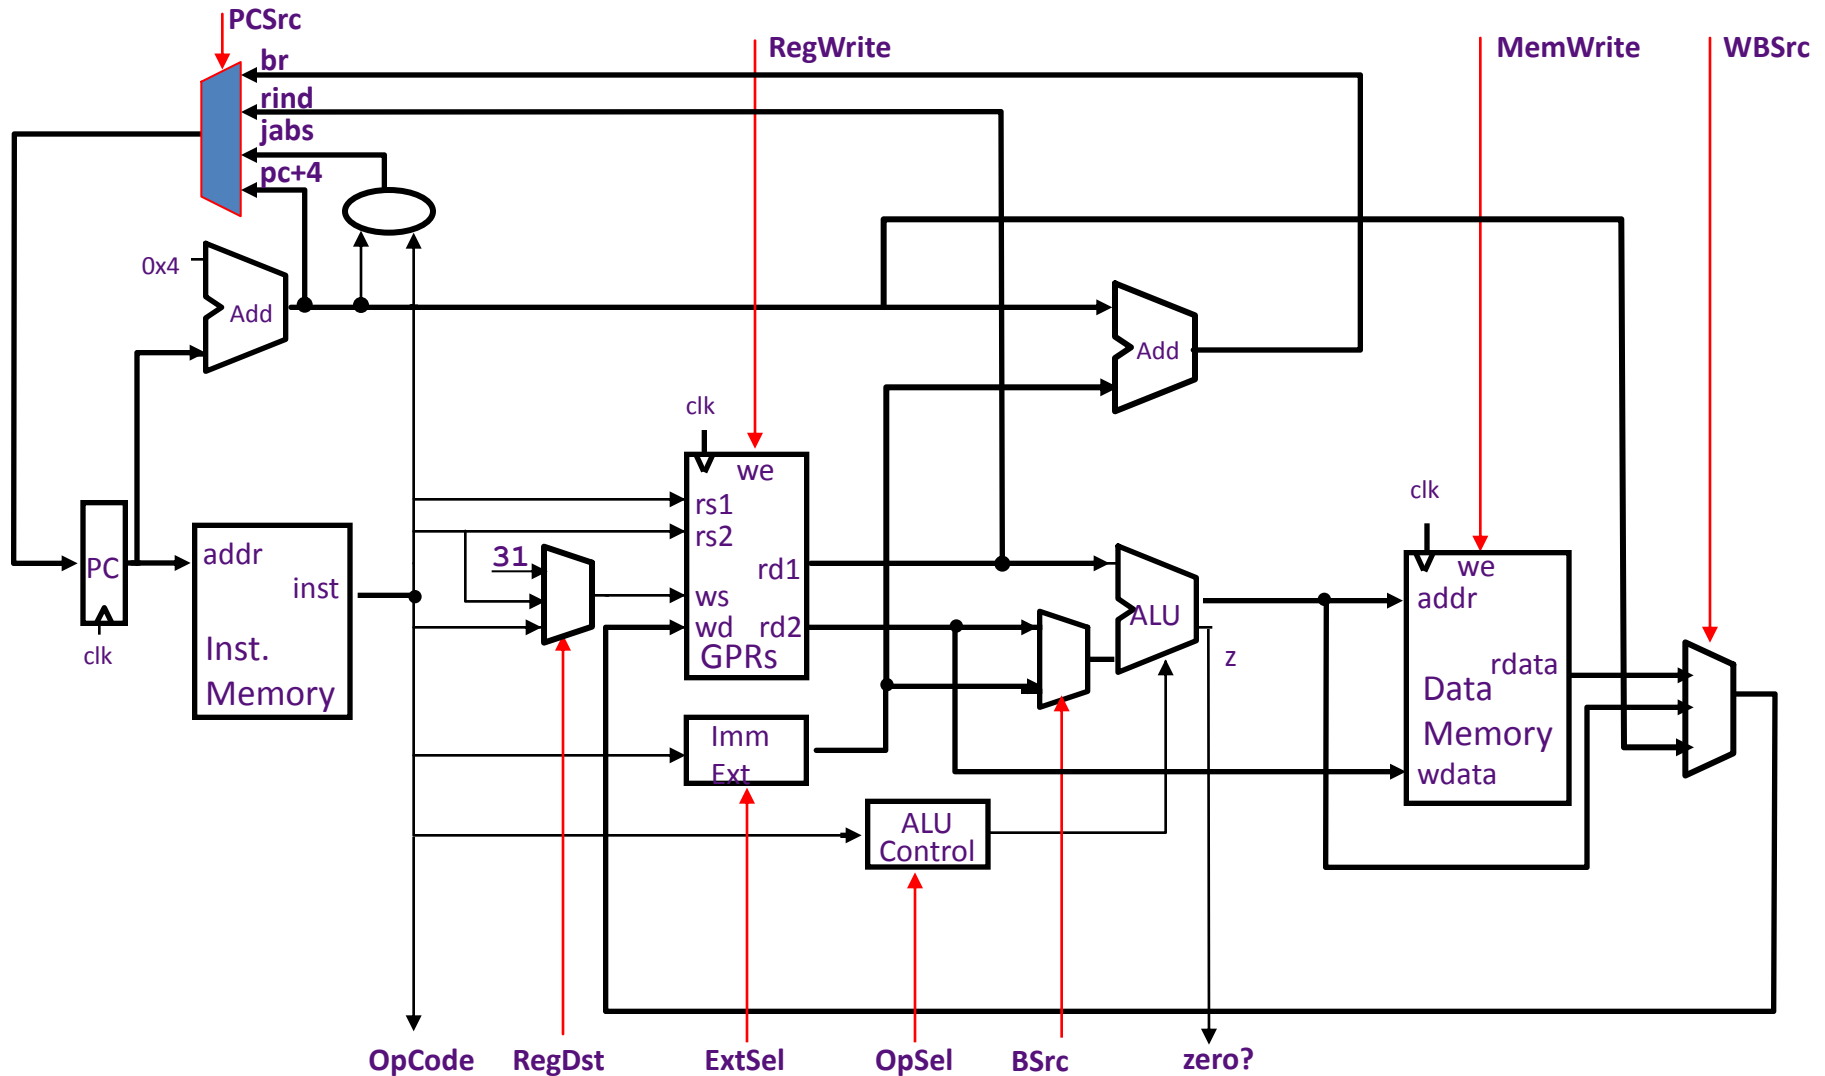 PCSrc
RegWrite
MemWrite
WBSrc
br
rind
jabs
pc+4
0x4
Add
Add
clk
we
rs1
rs2
31
rd1
ws
wd
rd2
GPRs
PC
clk
addr
inst
Inst.
Memory
Imm
Ext
ALU
Control
ALU
z
clk
we
addr
rdata
Data
Memory
wdata
OpCode
RegDst
ExtSel
OpSel
BSrc
zero?